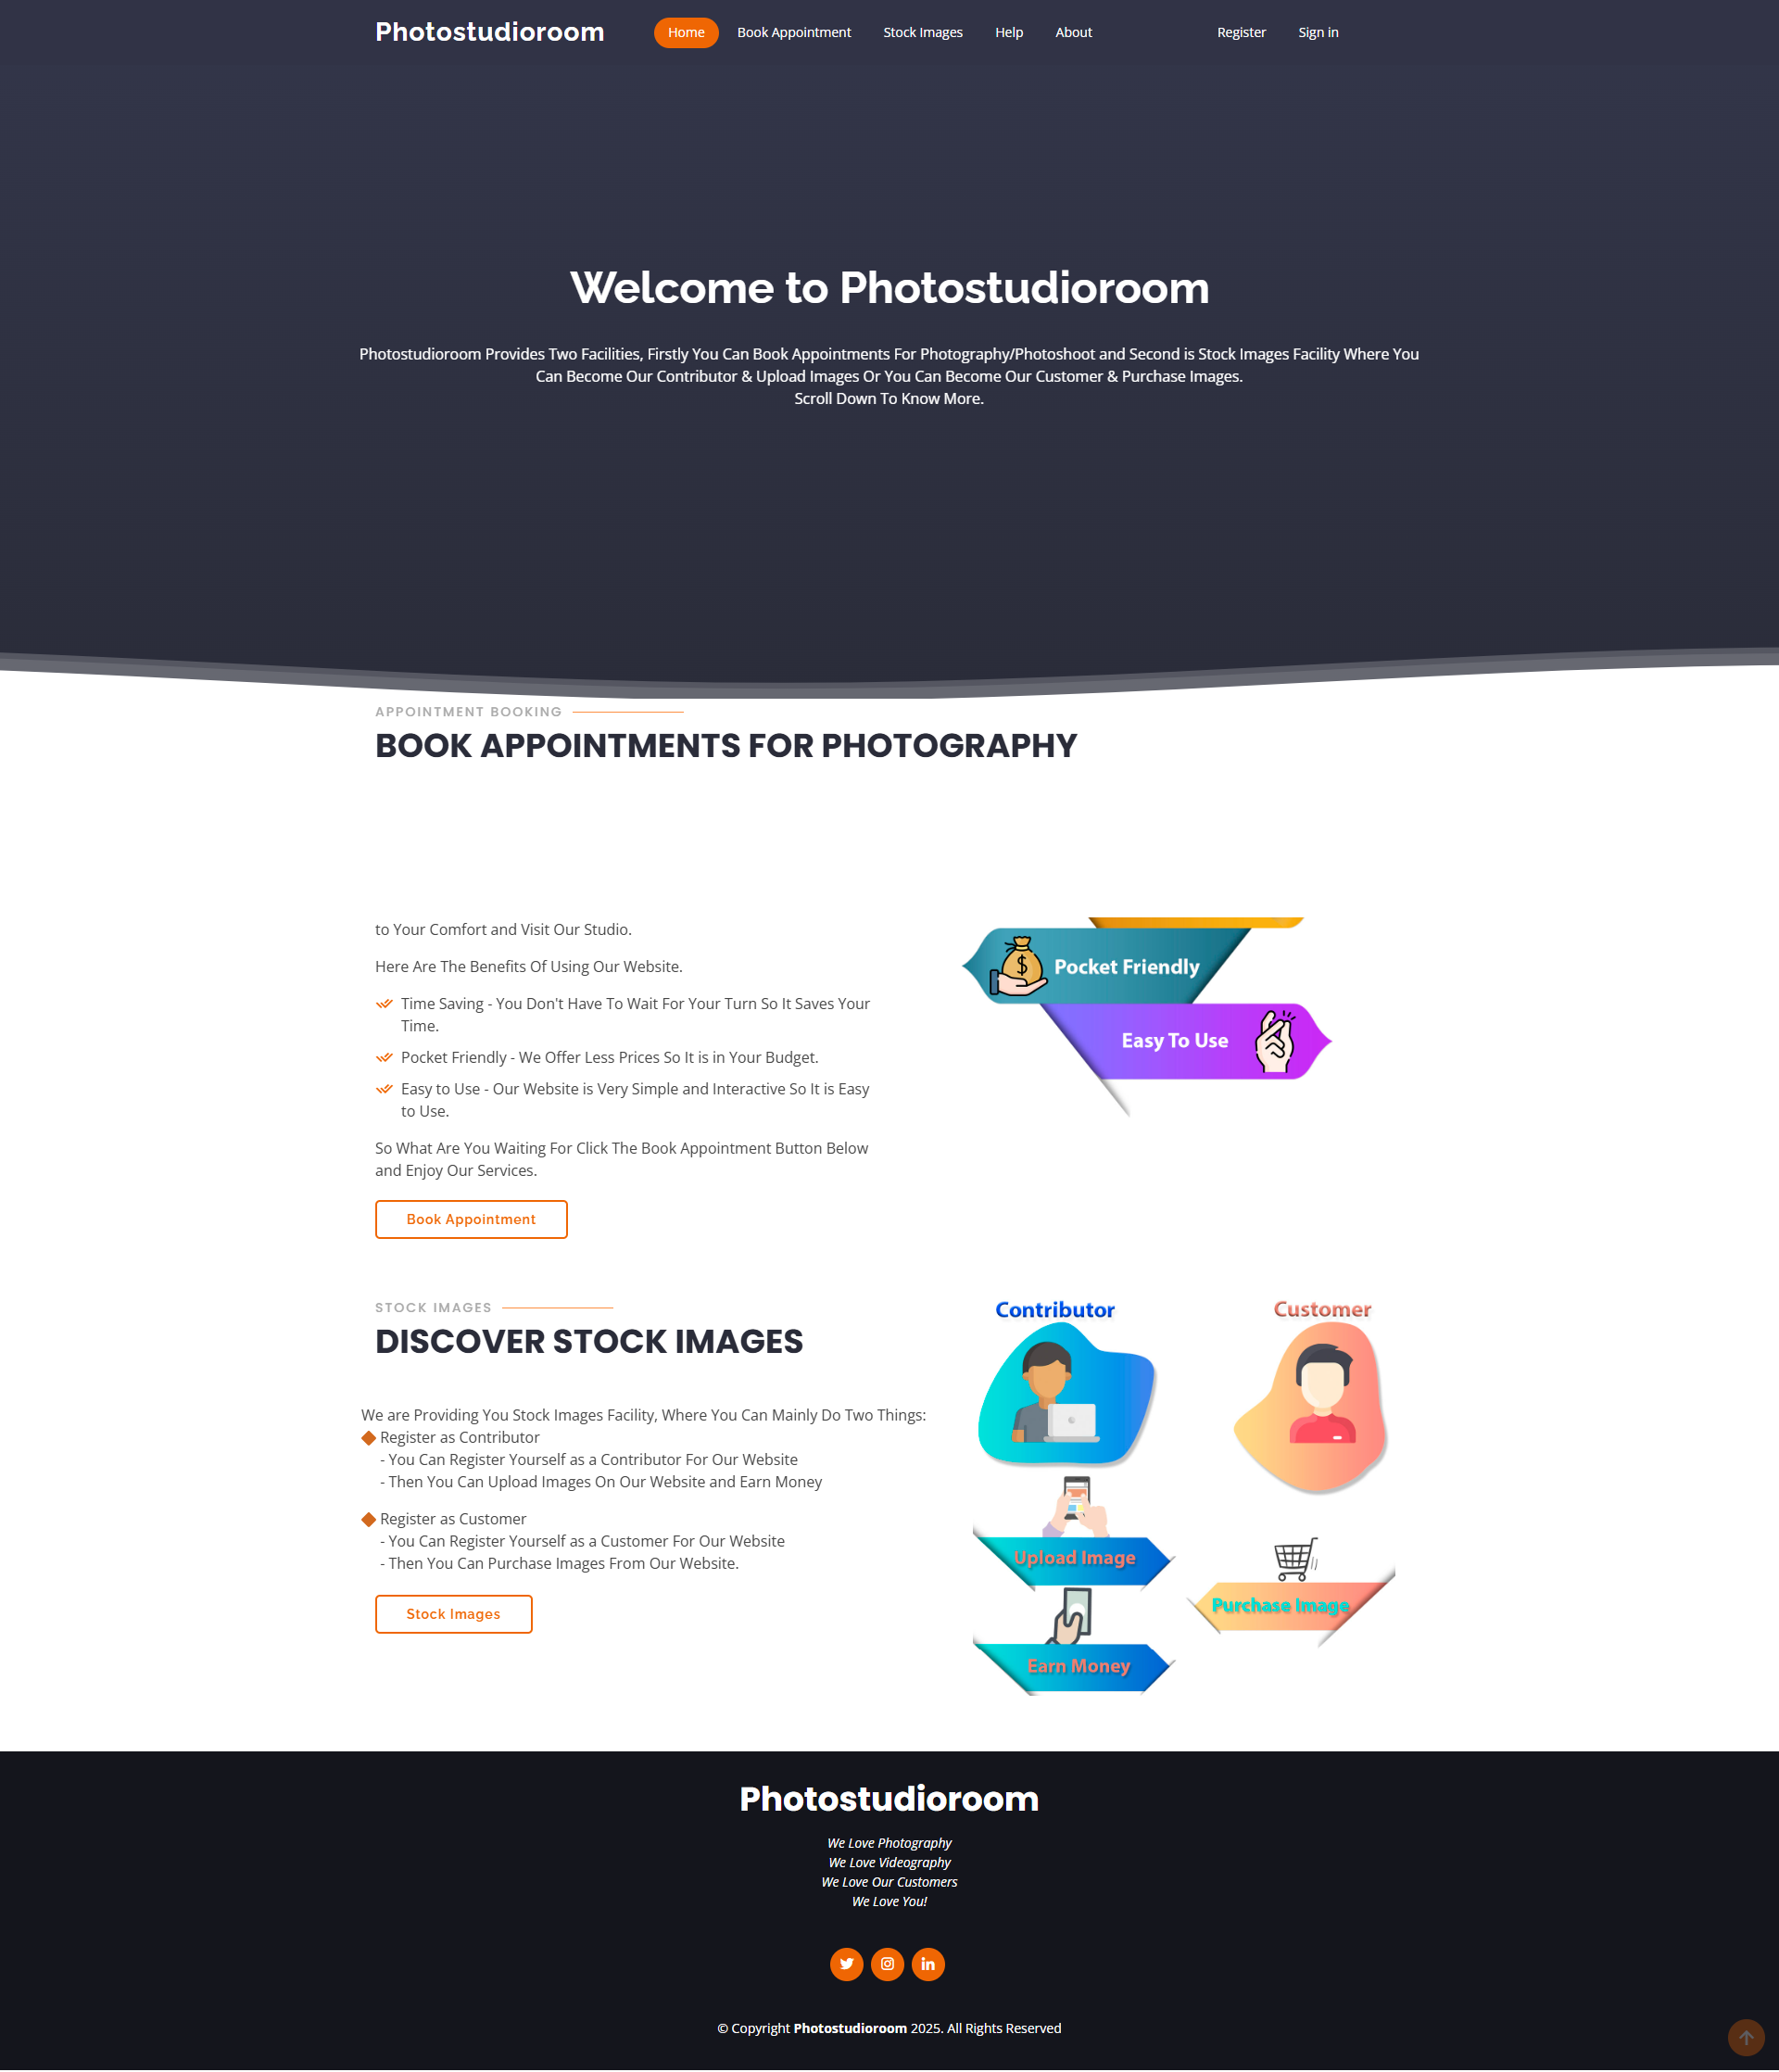 Photostudioroom
Home
Book Appointment
Stock Images
Help
About
Register
Sign in
Welcome to Photostudioroom
Photostudioroom Provides Two Facilities, Firstly You Can Book Appointments For Photography/Photoshoot and Second is Stock Images Facility Where You
Can Become Our Contributor & Upload Images Or You Can Become Our Customer & Purchase Images.
Scroll Down To Know More.
APPOINTMENT BOOKING
BOOK APPOINTMENTS FOR PHOTOGRAPHY
to Your Comfort and Visit Our Studio.
Here Are The Benefits Of Using Our Website.
Time Saving - You Don't Have To Wait For Your Turn So It Saves Your
Time.
Pocket Friendly - We Offer Less Prices So It is in Your Budget.
Easy to Use - Our Website is Very Simple and Interactive So It is Easy
to Use.
So What Are You Waiting For Click The Book Appointment Button Below
and Enjoy Our Services.
Book Appointment
Pocket Friendly
Easy To Use
STOCK IMAGES
DISCOVER STOCK IMAGES
We are Providing You Stock Images Facility, Where You Can Mainly Do Two Things:
Register as Contributor
- You Can Register Yourself as a Contributor For Our Website
- Then You Can Upload Images On Our Website and Earn Money
Register as Customer
- You Can Register Yourself as a Customer For Our Website
- Then You Can Purchase Images From Our Website.
Stock Images
Contributor
Customer
Upload Image
Purchase Image
Earn Money
Photostudioroom
We Love Photography
We Love Videography
We Love Our Customers
We Love You!
© Copyright Photostudioroom 2025. All Rights Reserved